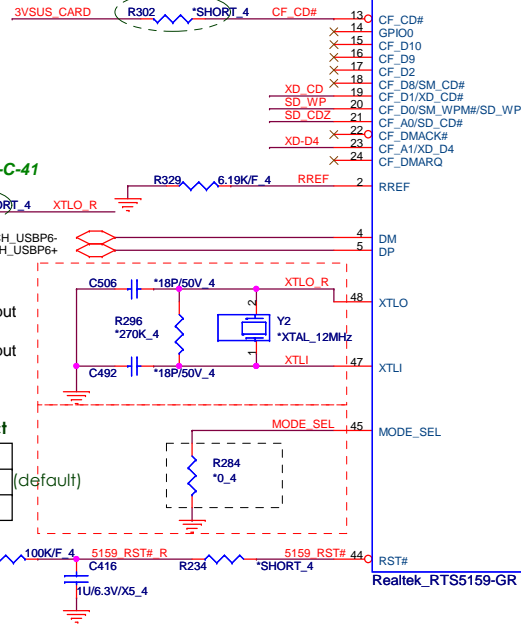 3VSUS_CARD R302 *SHORT_4 CF_CD# 13 CF_CD#
14 GPIO0
15 CF_D10
16 CF_D9
17 CF_D2
18 CF_D8/SM_CD#
XD_CD 19 CF_D1/XD_CD#
SD_WP 20 CF_D0/SM_WPM#/SD_WP
SD_CDZ 21 CF_A0/SD_CD#
22 CF_DMACK#
XD-D4 23 CF_A1/XD_D4
24 CF_DMARQ
-C-41
R329 6.19K/F_4 RREF 2 RREF
ORT_4 XTLO_R
CH_USBP6- 4 DM
CH_USBP6+ 5 DP
C506 *18P/50V_4 XTLO_R 48 XTLO
2
out
R296 *270K_4
Y2 *XTAL_12MHz
out
1
C492 *18P/50V_4 XTLI 47 XTLI
ct
MODE_SEL 45 MODE_SEL
R284
*0_4
(default)
100K/F_4 5159_RST#_R R234 *SHORT_4 5159_RST# 44 RST#
C416
1U/6.3V/X5_4
Realtek_RTS5159-GR